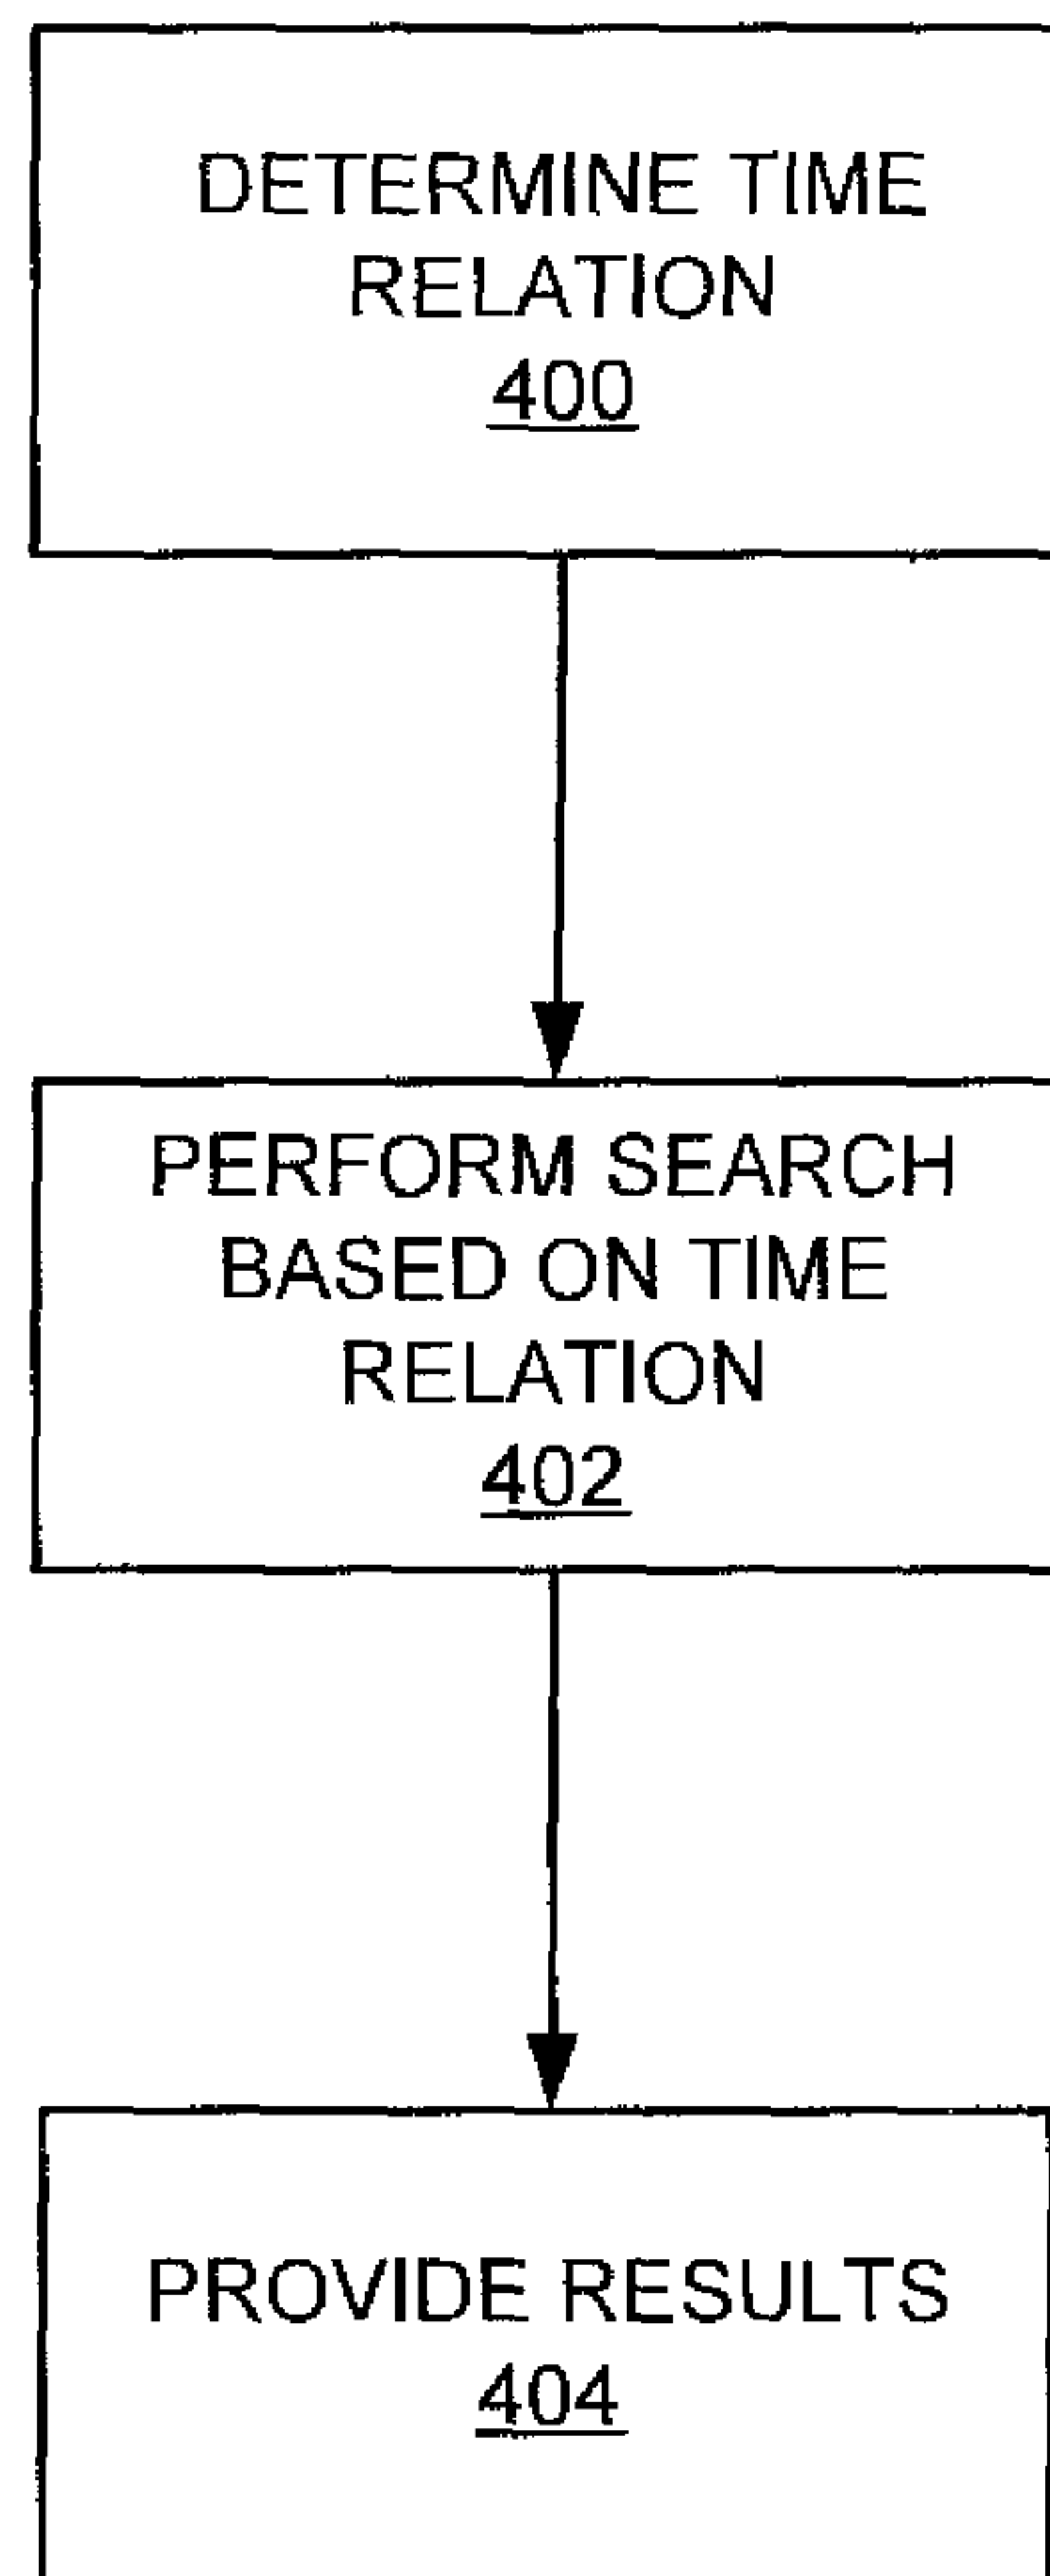 DETERMINE TIME
RELATION
400
PERFORM SEARCH
BASED ON TIME
RELATION
402
PROVIDE RESULTS
404